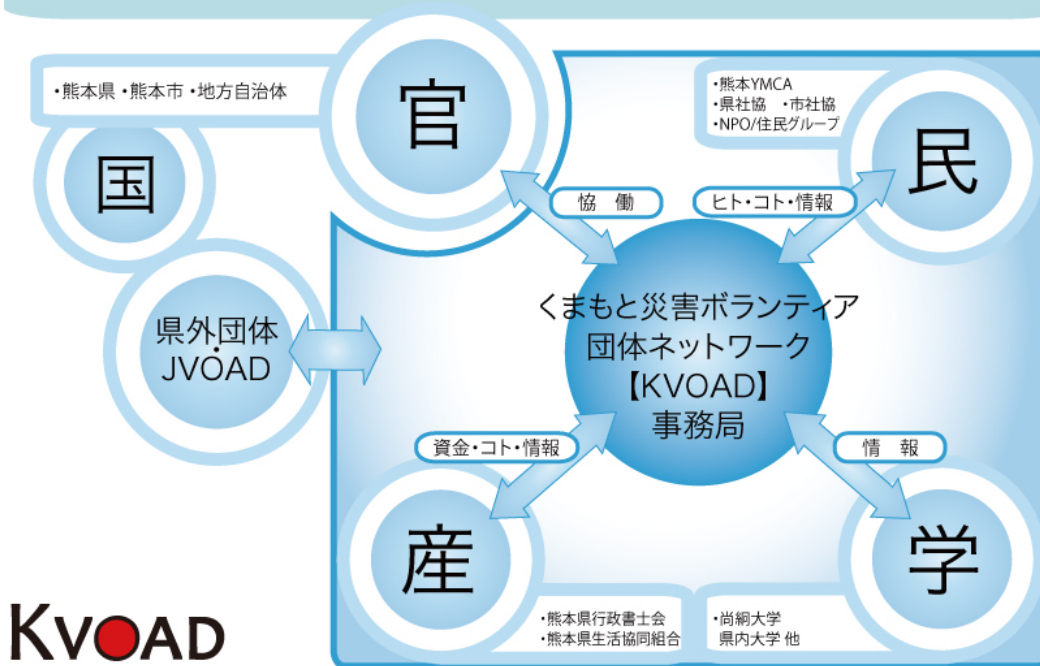 ・熊本県 ・熊本市 ・地方自治体
官
国
・熊本YMCA
・県社協 ・市社協
・NPO/住民グループ
民
協 働
ヒト・コト・情報
県外団体
・
JVOAD
くまもと災害ボランティア
団体ネットワーク
【KVOAD】
事務局
資金・コト・情報
情 報
産
学
・熊本県行政書士会
・熊本県生活協同組合
・尚絅大学
県内大学 他
KVOAD